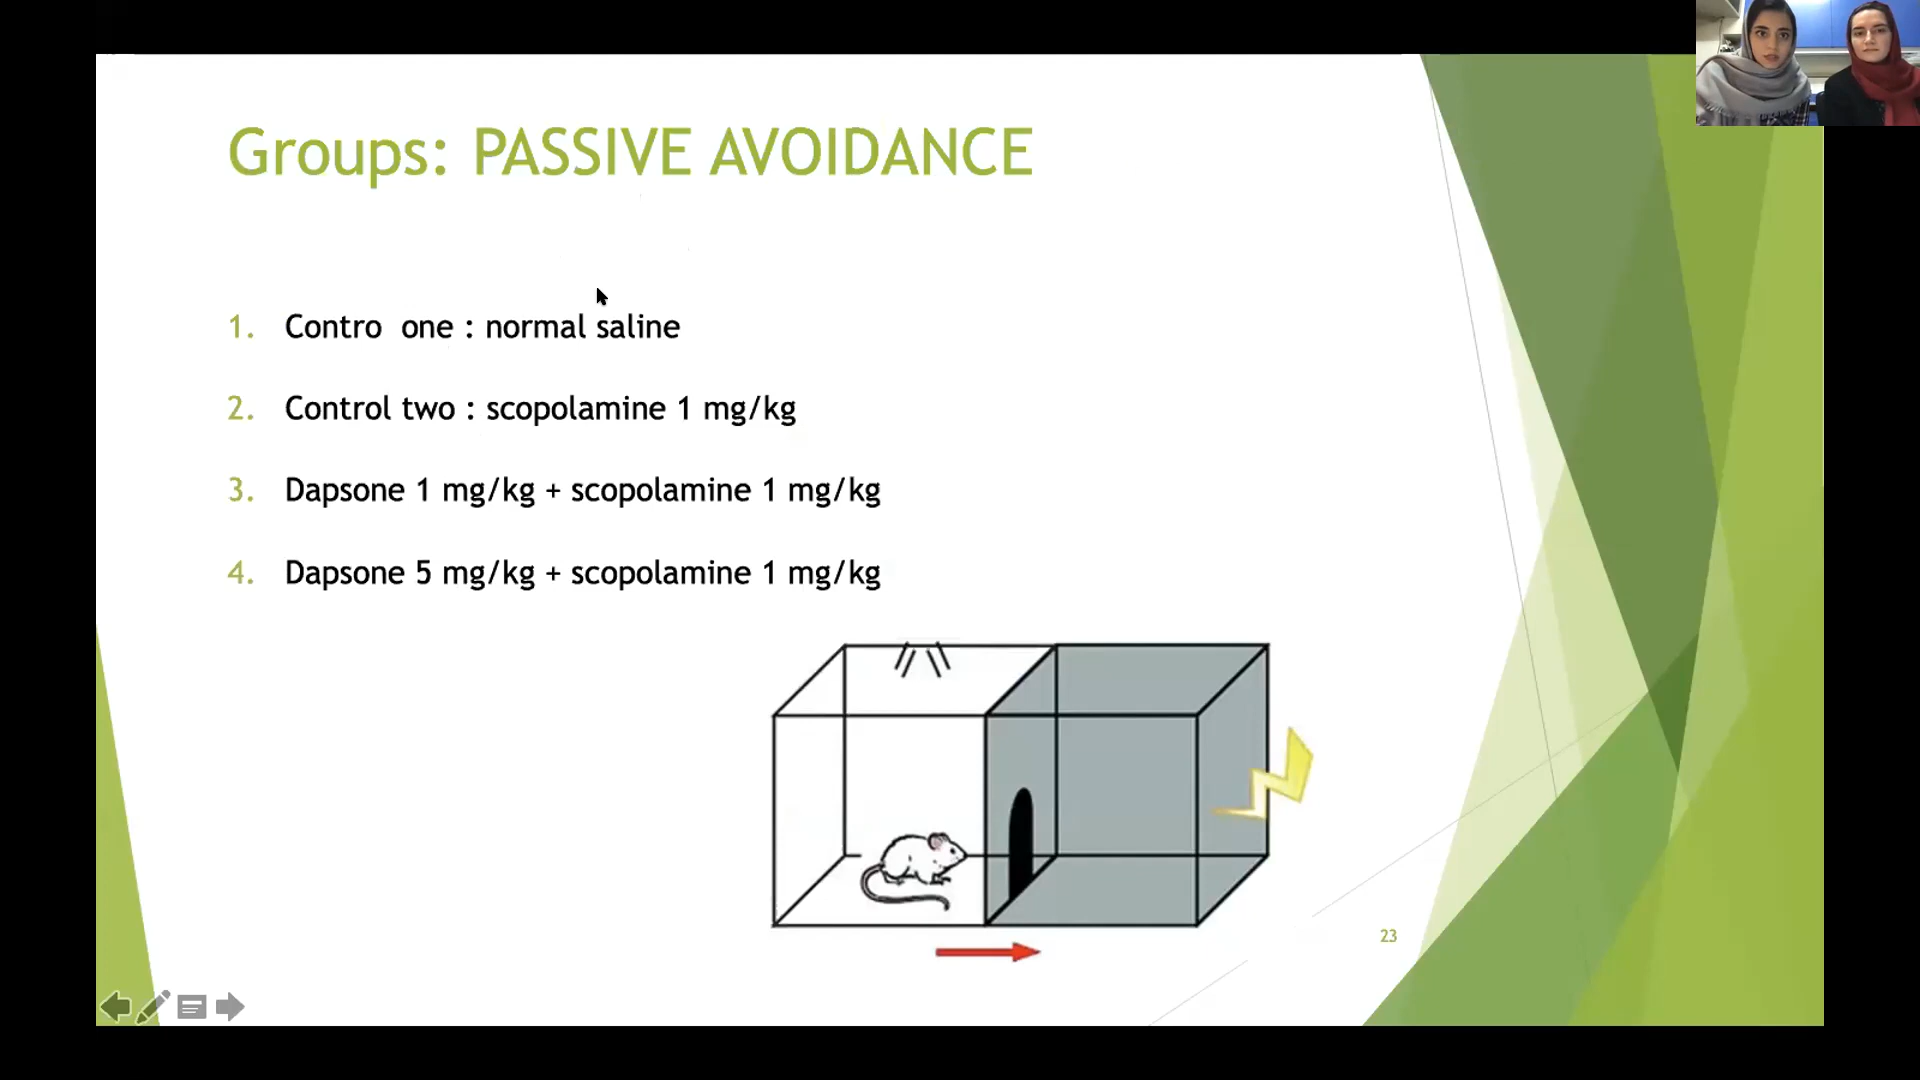 Groups: PASSIVE AVOIDANCE
1. Contro one : normal saline
2. Control two : scopolamine 1 mg/kg
3. Dapsone 1 mg/kg + scopolamine 1 mg/kg
4. Dapsone 5 mg/kg + scopolamine 1 mg/kg
23